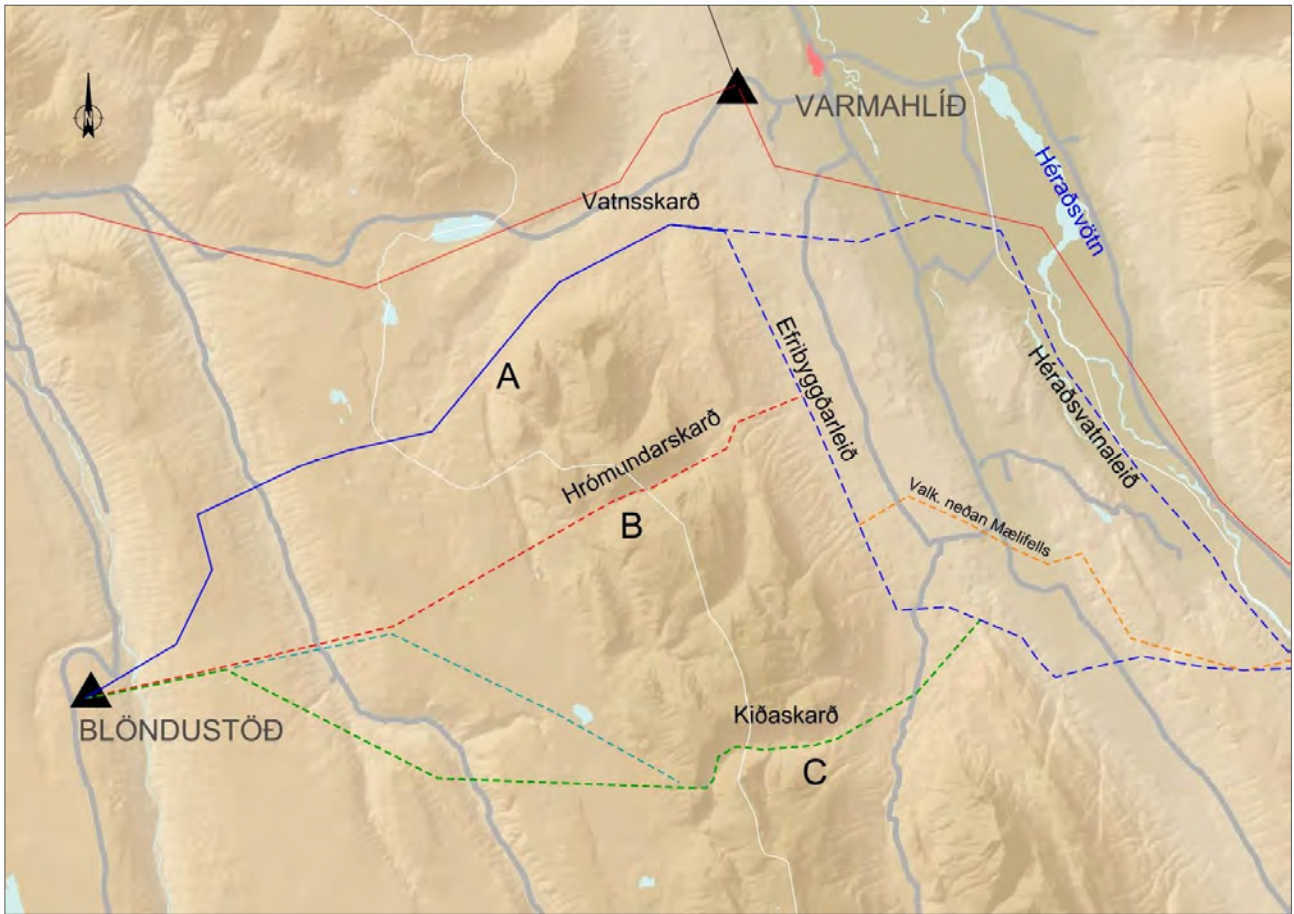 N
VARMAHLÍÐ
Héraðsvötn
Vatnsskarð
A
Efribyggðarleið
Héraðsvatnaleið
Hrómundarskarð
B
Valk. neðan Mælifells
BLÖNDUSTÖÐ
Kiðaskarð
C